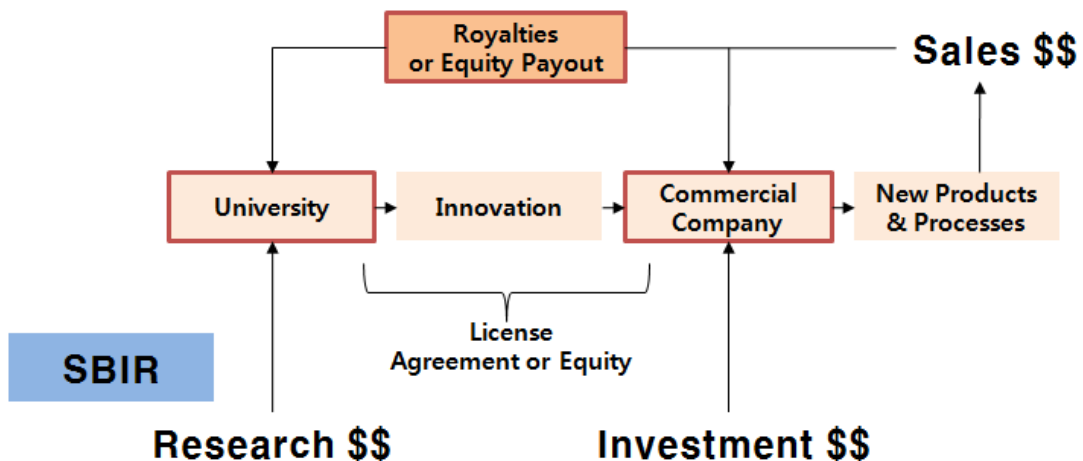 Royalties
or Equity Payout
Sales $$
University
Innovation
Commercial
Company
New Products
& Processes
License
Agreement or Equity
SBIR
Research $$
Investment $$